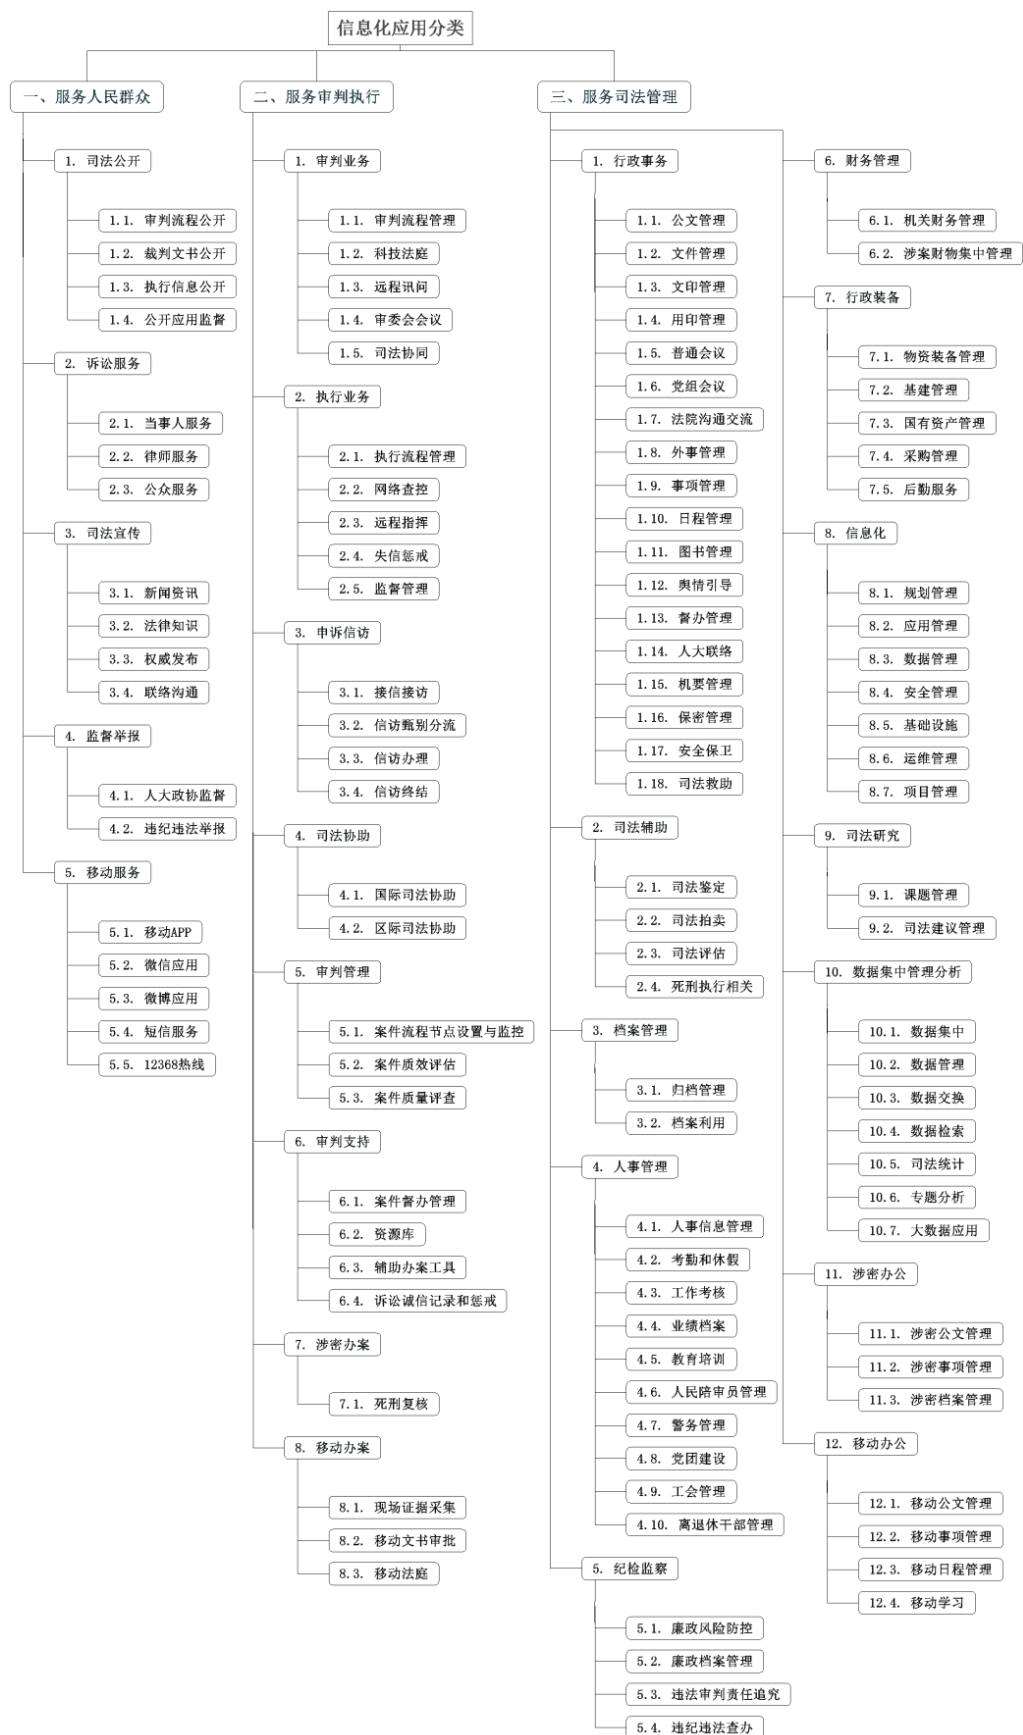 信息化应用分类
一、服务人民群众
1. 司法公开
1.1. 审判流程公开
1.2. 裁判文书公开
1.3. 执行信息公开
1.4. 公开应用监督
2. 诉讼服务
2.1. 当事人服务
2.2. 律师服务
2.3. 公众服务
3. 司法宣传
3.1. 新闻资讯
3.2. 法律知识
3.3. 权威发布
3.4. 联络沟通
4. 监督举报
4.1. 人大政协监督
4.2. 违纪违法举报
5. 移动服务
5.1. 移动APP
5.2. 微信应用
5.3. 微博应用
5.4. 短信服务
5.5. 12368热线
二、服务审判执行
1. 审判业务
1.1. 审判流程管理
1.2. 科技法庭
1.3. 远程讯问
1.4. 审委会会议
1.5. 司法协同
2. 执行业务
2.1. 执行流程管理
2.2. 网络查控
2.3. 远程指挥
2.4. 失信惩戒
2.5. 监督管理
3. 申诉信访
3.1. 接信接访
3.2. 信访甄别分流
3.3. 信访办理
3.4. 信访终结
4. 司法协助
4.1. 国际司法协助
4.2. 区际司法协助
5. 审判管理
5.1. 案件流程节点设置与监控
5.2. 案件质效评估
5.3. 案件质量评查
6. 审判支持
6.1. 案件督办管理
6.2. 资源库
6.3. 辅助办案工具
6.4. 诉讼诚信记录和惩戒
7. 涉密办案
7.1. 死刑复核
8. 移动办案
8.1. 现场证据采集
8.2. 移动文书审批
8.3. 移动法庭
三、服务司法管理
1. 行政事务
1.1. 公文管理
1.2. 文件管理
1.3. 文印管理
1.4. 用印管理
1.5. 普通会议
1.6. 党组会议
1.7. 法院沟通交流
1.8. 外事管理
1.9. 事项管理
1.10. 日程管理
1.11. 图书管理
1.12. 舆情引导
1.13. 督办管理
1.14. 人大联络
1.15. 机要管理
1.16. 保密管理
1.17. 安全保卫
1.18. 司法救助
2. 司法辅助
2.1. 司法鉴定
2.2. 司法拍卖
2.3. 司法评估
2.4. 死刑执行相关
3. 档案管理
3.1. 归档管理
3.2. 档案利用
4. 人事管理
4.1. 人事信息管理
4.2. 考勤和休假
4.3. 工作考核
4.4. 业绩档案
4.5. 教育培训
4.6. 人民陪审员管理
4.7. 警务管理
4.8. 党团建设
4.9. 工会管理
4.10. 离退休干部管理
5. 纪检监察
5.1. 廉政风险防控
5.2. 廉政档案管理
5.3. 违法审判责任追究
5.4. 违纪违法查办
6. 财务管理
6.1. 机关财务管理
6.2. 涉案财物集中管理
7. 行政装备
7.1. 物资装备管理
7.2. 基建管理
7.3. 国有资产管理
7.4. 采购管理
7.5. 后勤服务
8. 信息化
8.1. 规划管理
8.2. 应用管理
8.3. 数据管理
8.4. 安全管理
8.5. 基础设施
8.6. 运维管理
8.7. 项目管理
9. 司法研究
9.1. 课题管理
9.2. 司法建议管理
10. 数据集中管理分析
10.1. 数据集中
10.2. 数据管理
10.3. 数据交换
10.4. 数据检索
10.5. 司法统计
10.6. 专题分析
10.7. 大数据应用
11. 涉密办公
11.1. 涉密公文管理
11.2. 涉密事项管理
11.3. 涉密档案管理
12. 移动办公
12.1. 移动公文管理
12.2. 移动事项管理
12.3. 移动日程管理
12.4. 移动学习